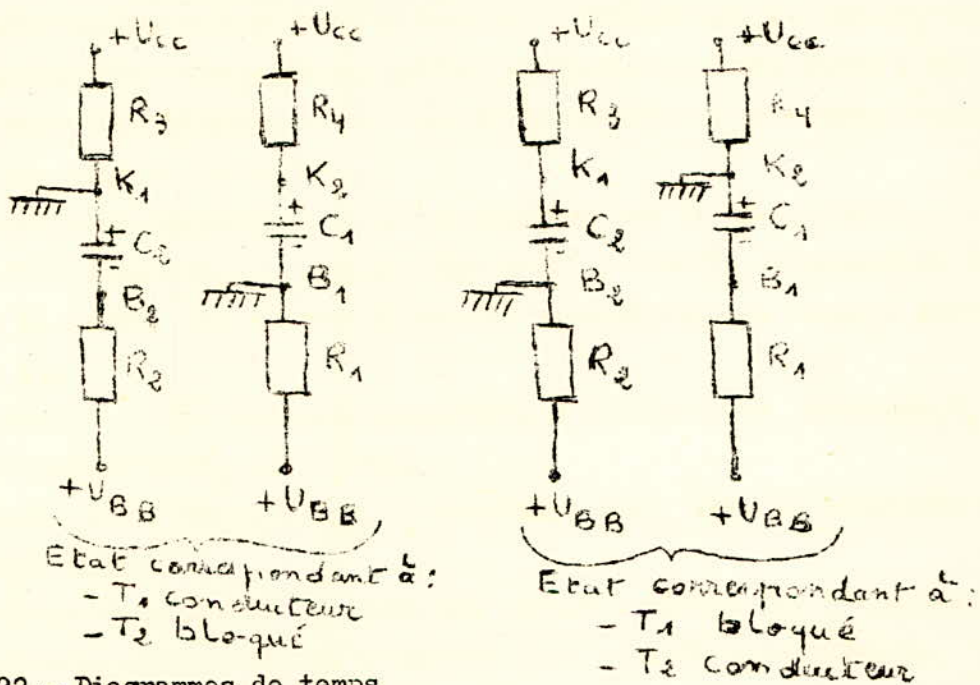 +Ucc +Ucc +Ucc +Ucc
R3 R4 R3 R4
K1 K2 K1 K2
+ + + +
C2 C1 C2 C1
- - - -
B2 B1 B2 B1
R2 R1 R2 R1
+UBB +UBB +UBB +UBB
Etat correspondant à :
- T1 conducteur
- T2 bloqué
Etat correspondant à :
- T1 bloqué
- T2 conducteur
Diagrammes de temps